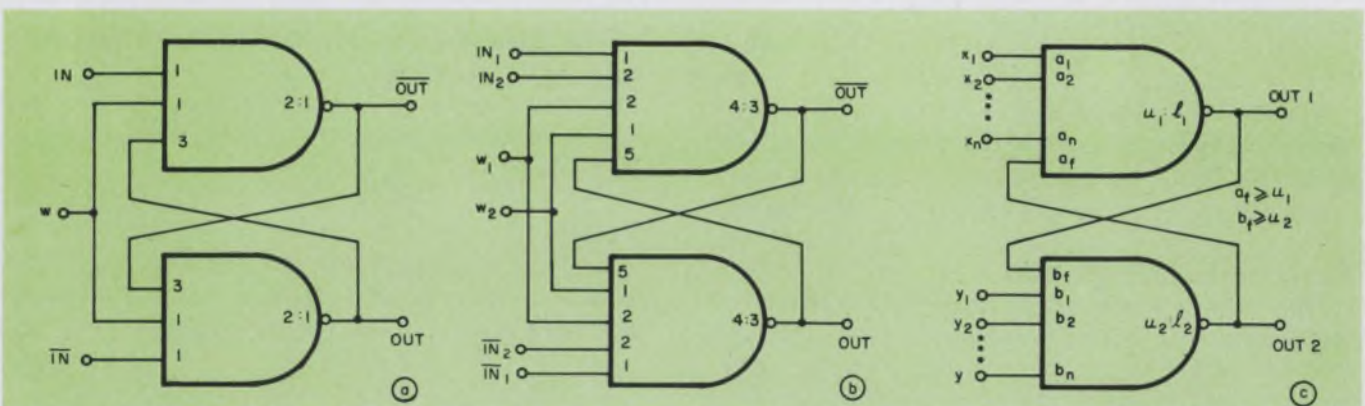 IN
w
IN
1
1
3
2:1
OUT
3
1
1
2:1
OUT
a
IN1
IN2
w1
w2
IN2
IN1
1
2
2
1
5
4:3
OUT
5
1
2
2
1
4:3
OUT
b
x1
x2
xn
a1
a2
an
af
u1:l1
OUT 1
af ≥ u1
bf ≥ u2
y1
y2
y
bf
b1
b2
bn
u2:l2
OUT 2
c